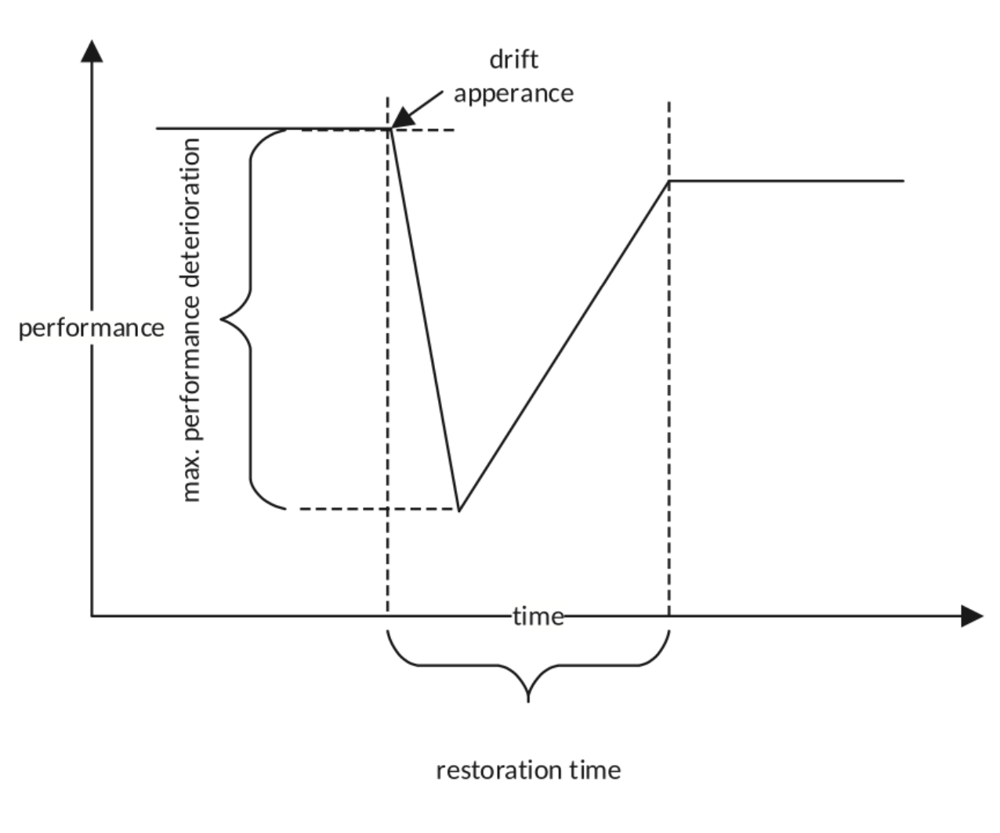 drift
apperance
max. performance deterioration
performance
time
restoration time